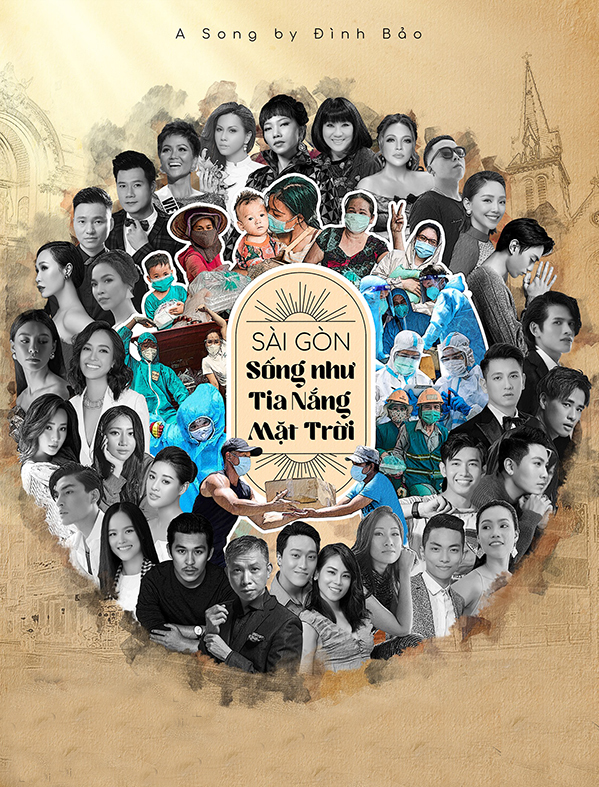 A Song by Đình Bảo
SÀI GÒN
Sống như
Tia Nắng
Mặt Trời